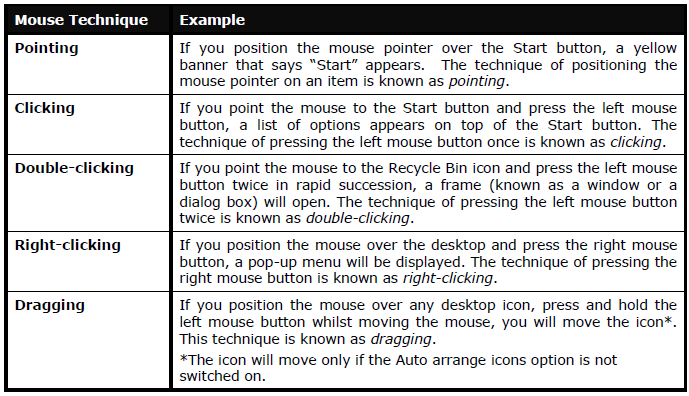 Mouse Technique Example
Pointing If you position the mouse pointer over the Start button, a yellow
banner that says “Start” appears. The technique of positioning the
mouse pointer on an item is known as pointing.
Clicking If you point the mouse to the Start button and press the left mouse
button, a list of options appears on top of the Start button. The
technique of pressing the left mouse button once is known as clicking.
Double-clicking If you point the mouse to the Recycle Bin icon and press the left mouse
button twice in rapid succession, a frame (known as a window or a
dialog box) will open. The technique of pressing the left mouse button
twice is known as double-clicking.
Right-clicking If you position the mouse over the desktop and press the right mouse
button, a pop-up menu will be displayed. The technique of pressing the
right mouse button is known as right-clicking.
Dragging If you position the mouse over any desktop icon, press and hold the
left mouse button whilst moving the mouse, you will move the icon*.
This technique is known as dragging.
*The icon will move only if the Auto arrange icons option is not
switched on.